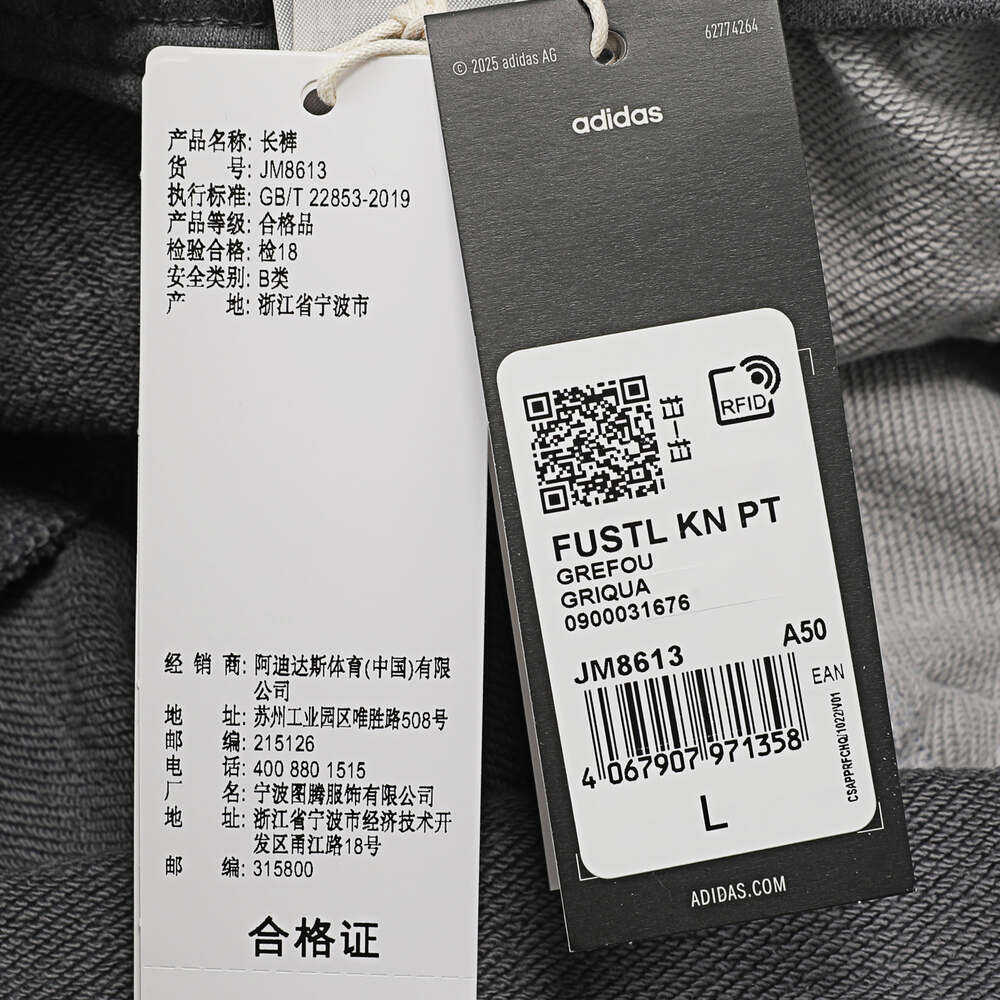 产品名称: 长裤
货 号: JM8613
执行标准: GB/T 22853-2019
产品等级: 合格品
检验合格: 检18
安全类别: B类
产 地: 浙江省宁波市
经 销 商: 阿迪达斯体育(中国)有限
公司
地 址: 苏州工业园区唯胜路508号
邮 编: 215126
电 话: 400 880 1515
厂 名: 宁波图腾服饰有限公司
地 址: 浙江省宁波市经济技术开
发区甬江路18号
邮 编: 315800
合格证
© 2025 adidas AG
62774264
adidas
扫一扫
RFID
FUSTL KN PT
GREFOU
GRIQUA
0900031676
JM8613
A50
EAN
4 067907 971358
CSAPPRFCHQ/1022/V01
L
ADIDAS.COM